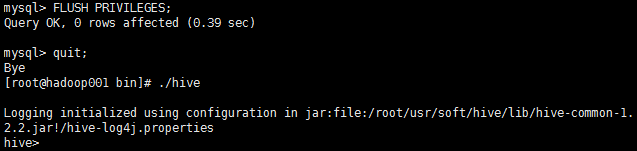 mysql> FLUSH PRIVILEGES;
Query OK, 0 rows affected (0.39 sec)
mysql> quit;
Bye
[root@hadoop001 bin]# ./hive
Logging initialized using configuration in jar:file:/root/usr/soft/hive/lib/hive-common-1.
2.2.jar!/hive-log4j.properties
hive>